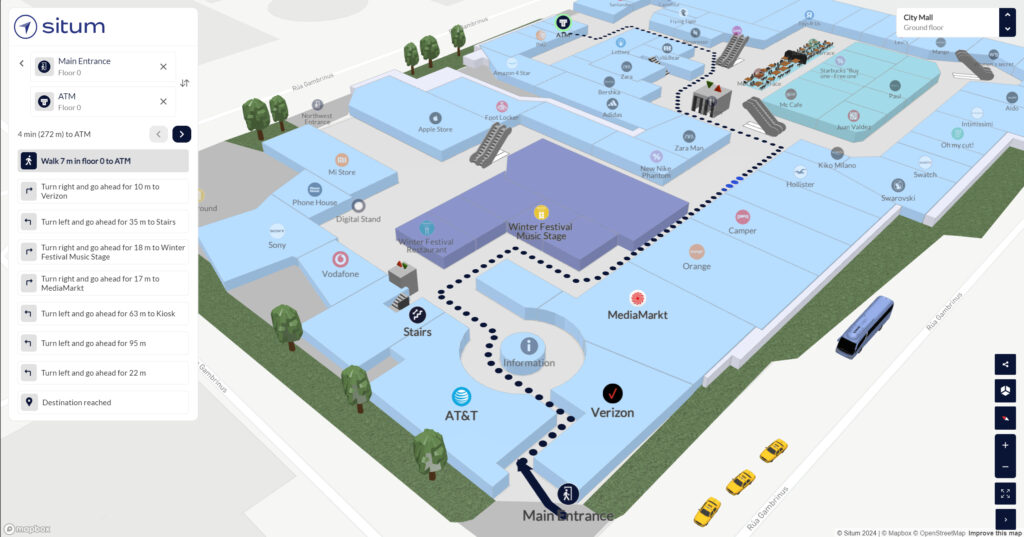 situm
Main Entrance
Floor 0
ATM
Floor 0
4 min (272 m) to ATM
Walk 7 m in floor 0 to ATM
Turn right and go ahead for 10 m to
Verizon
Turn left and go ahead for 35 m to Stairs
Turn right and go ahead for 18 m to Winter
Festival Music Stage
Turn right and go ahead for 17 m to
MediaMarkt
Turn left and go ahead for 63 m to Kiosk
Turn left and go ahead for 95 m
Turn left and go ahead for 22 m
Destination reached
mapbox
City Mall
Ground floor
Rúa Gambrinus
ATM
Amazon 4 Star
Lottery
Zara
Bershka
Adidas
Northwest
Entrance
Apple Store
Foot Locker
Starbucks "Buy
one - Free one"
Mc Cafe
Paul
Juan Valdez
Aldo
Intimissimi
Oh my cut!
Zara Man
New Nike
Phantom
Kiko Milano
Hollister
Swatch
Swarovski
Mi Store
Phone House
Digital Stand
Sony
Vodafone
Winter Festival
Restaurant
Winter Festival
Music Stage
Camper
Orange
MediaMarkt
Stairs
Information
AT&T
Verizon
Main Entrance
Rúa Gambrinus
Rúa Gambrinus
© Situm 2024 | © Mapbox © OpenStreetMap Improve this map